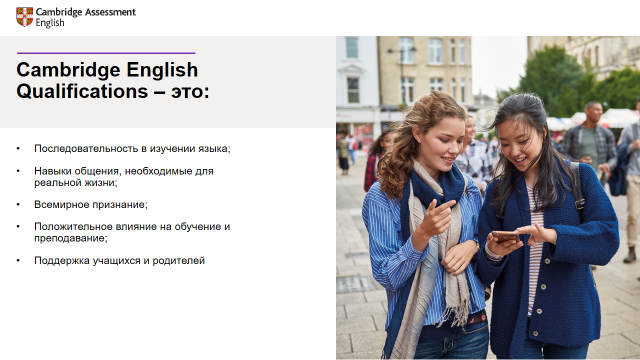 Cambridge Assessment
English
Cambridge English
Qualifications – это:
• Последовательность в изучении языка;
• Навыки общения, необходимые для
реальной жизни;
• Всемирное признание;
• Положительное влияние на обучение и
преподавание;
• Поддержка учащихся и родителей